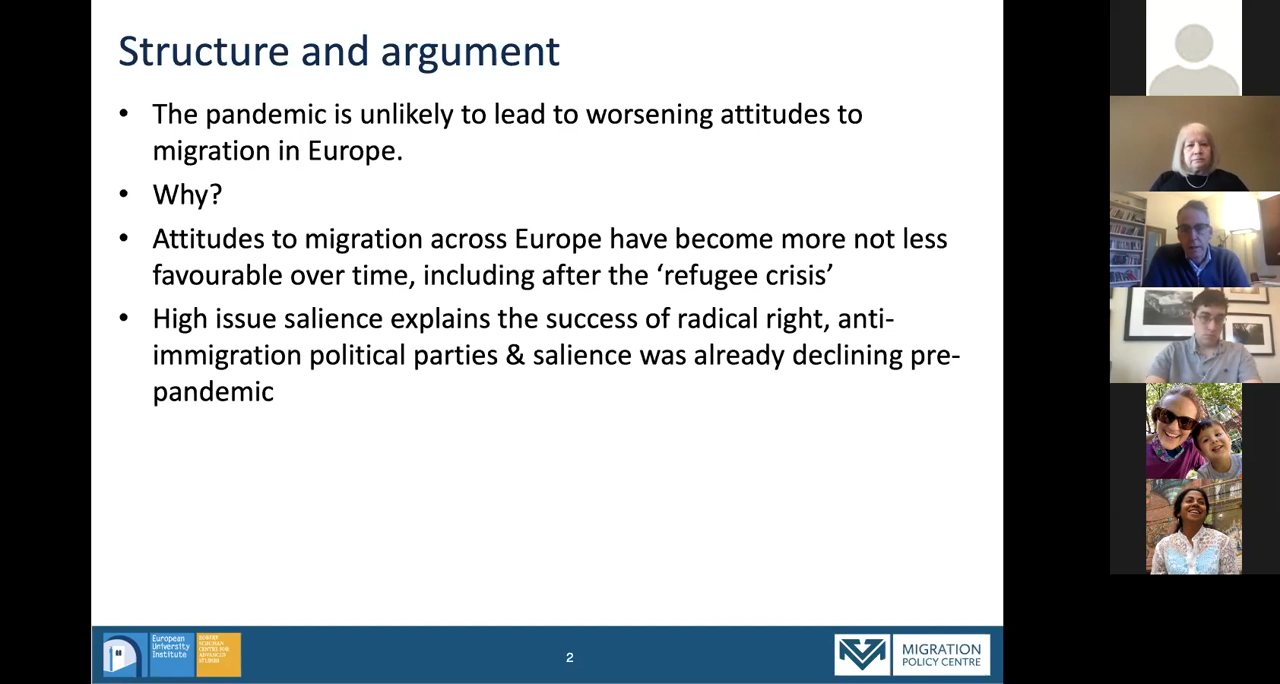 Structure and argument
• The pandemic is unlikely to lead to worsening attitudes to
migration in Europe.
• Why?
• Attitudes to migration across Europe have become more not less
favourable over time, including after the ‘refugee crisis’
• High issue salience explains the success of radical right, anti-
immigration political parties & salience was already declining pre-
pandemic
European
University
Institute
ROBERT
SCHUMAN
CENTRE FOR
ADVANCED
STUDIES
2
MIGRATION
POLICY CENTRE